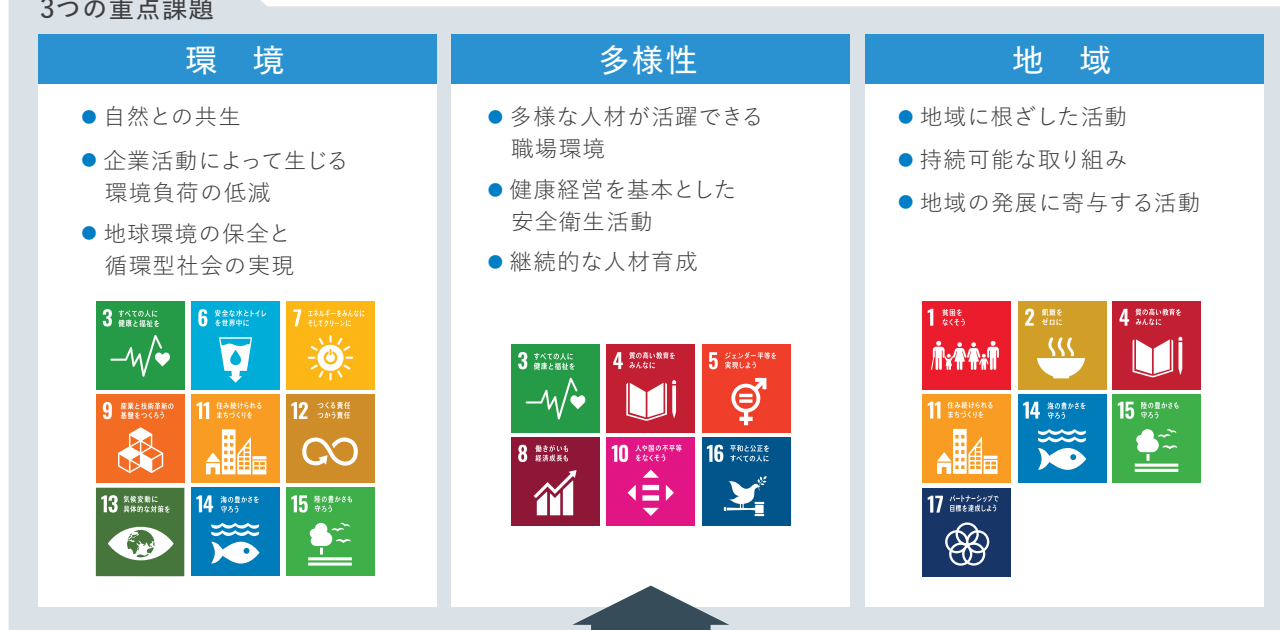 3つの重点課題
環 境
自然との共生
企業活動によって生じる
環境負荷の低減
地球環境の保全と
循環型社会の実現
3 すべての人に
健康と福祉を
6 安全な水とトイレ
を世界中に
7 エネルギーをみんなに
そしてクリーンに
9 産業と技術革新の
基盤をつくろう
11 住み続けられる
まちづくりを
12 つくる責任
つかう責任
13 気候変動に
具体的な対策を
14 海の豊かさを
守ろう
15 陸の豊かさも
守ろう
多様性
多様な人材が活躍できる
職場環境
健康経営を基本とした
安全衛生活動
継続的な人材育成
3 すべての人に
健康と福祉を
4 質の高い教育を
みんなに
5 ジェンダー平等を
実現しよう
8 働きがいも
経済成長も
10 人や国の不平等
をなくそう
16 平和と公正を
すべての人に
地 域
地域に根ざした活動
持続可能な取り組み
地域の発展に寄与する活動
1 貧困を
なくそう
2 飢餓を
ゼロに
4 質の高い教育を
みんなに
11 住み続けられる
まちづくりを
14 海の豊かさを
守ろう
15 陸の豊かさも
守ろう
17 パートナーシップで
目標を達成しよう